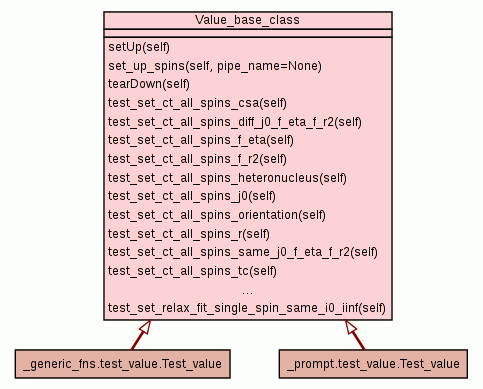 Value_base_class
setUp(self)
set_up_spins(self, pipe_name=None)
tearDown(self)
test_set_ct_all_spins_csa(self)
test_set_ct_all_spins_diff_j0_f_eta_f_r2(self)
test_set_ct_all_spins_f_eta(self)
test_set_ct_all_spins_f_r2(self)
test_set_ct_all_spins_heteronucleus(self)
test_set_ct_all_spins_j0(self)
test_set_ct_all_spins_orientation(self)
test_set_ct_all_spins_r(self)
test_set_ct_all_spins_same_j0_f_eta_f_r2(self)
test_set_ct_all_spins_tc(self)
...
test_set_relax_fit_single_spin_same_i0_iinf(self)
_generic_fns.test_value.Test_value
_prompt.test_value.Test_value